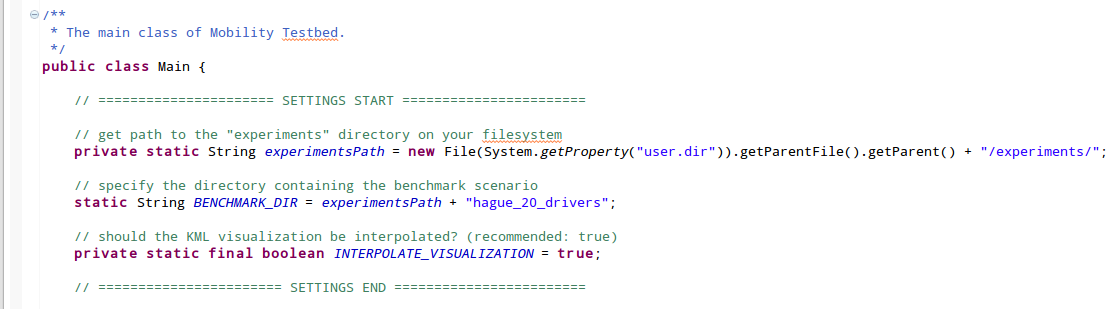 /**
 * The main class of Mobility Testbed.
 */
public class Main {
// ====================== SETTINGS START =======================
// get path to the "experiments" directory on your filesystem
private static String experimentsPath = new File(System.getProperty("user.dir")).getParentFile().getParent() + "/experiments/";
// specify the directory containing the benchmark scenario
static String BENCHMARK_DIR = experimentsPath + "hague_20_drivers";
// should the KML visualization be interpolated? (recommended: true)
private static final boolean INTERPOLATE_VISUALIZATION = true;
// ======================= SETTINGS END ========================